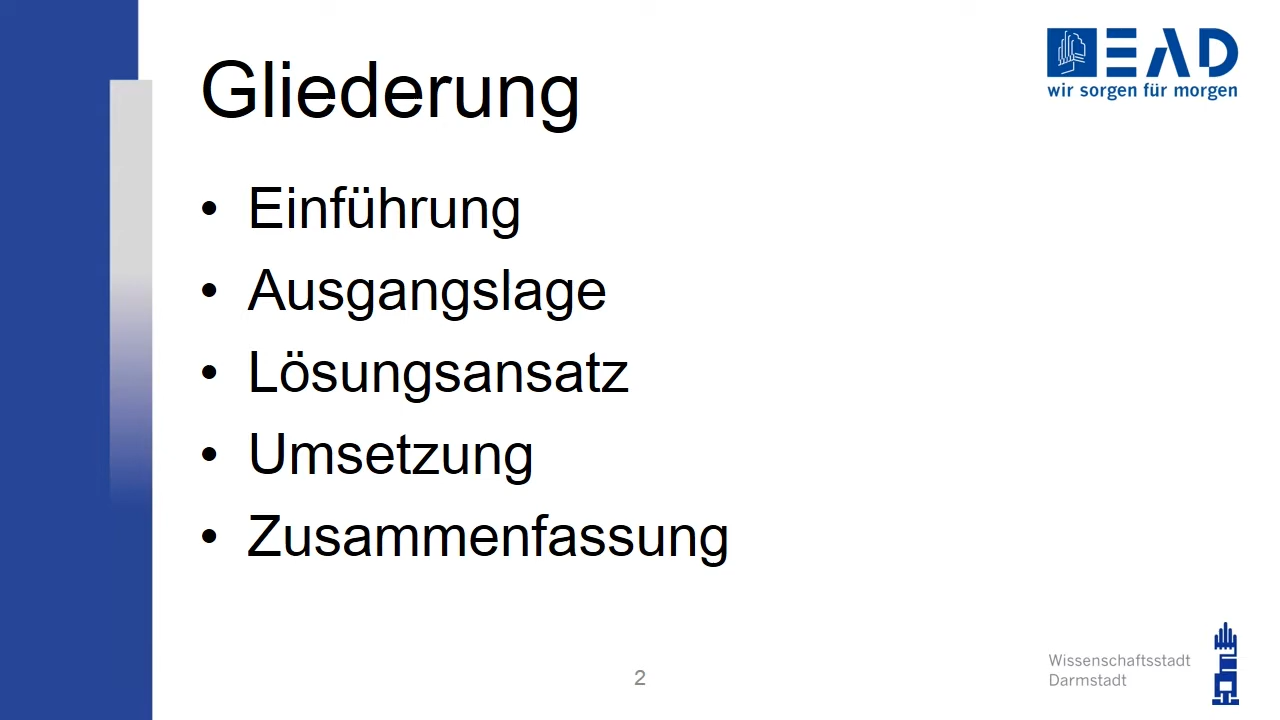 Gliederung
EAD
wir sorgen für morgen
• Einführung
• Ausgangslage
• Lösungsansatz
• Umsetzung
• Zusammenfassung
2
Wissenschaftsstadt
Darmstadt